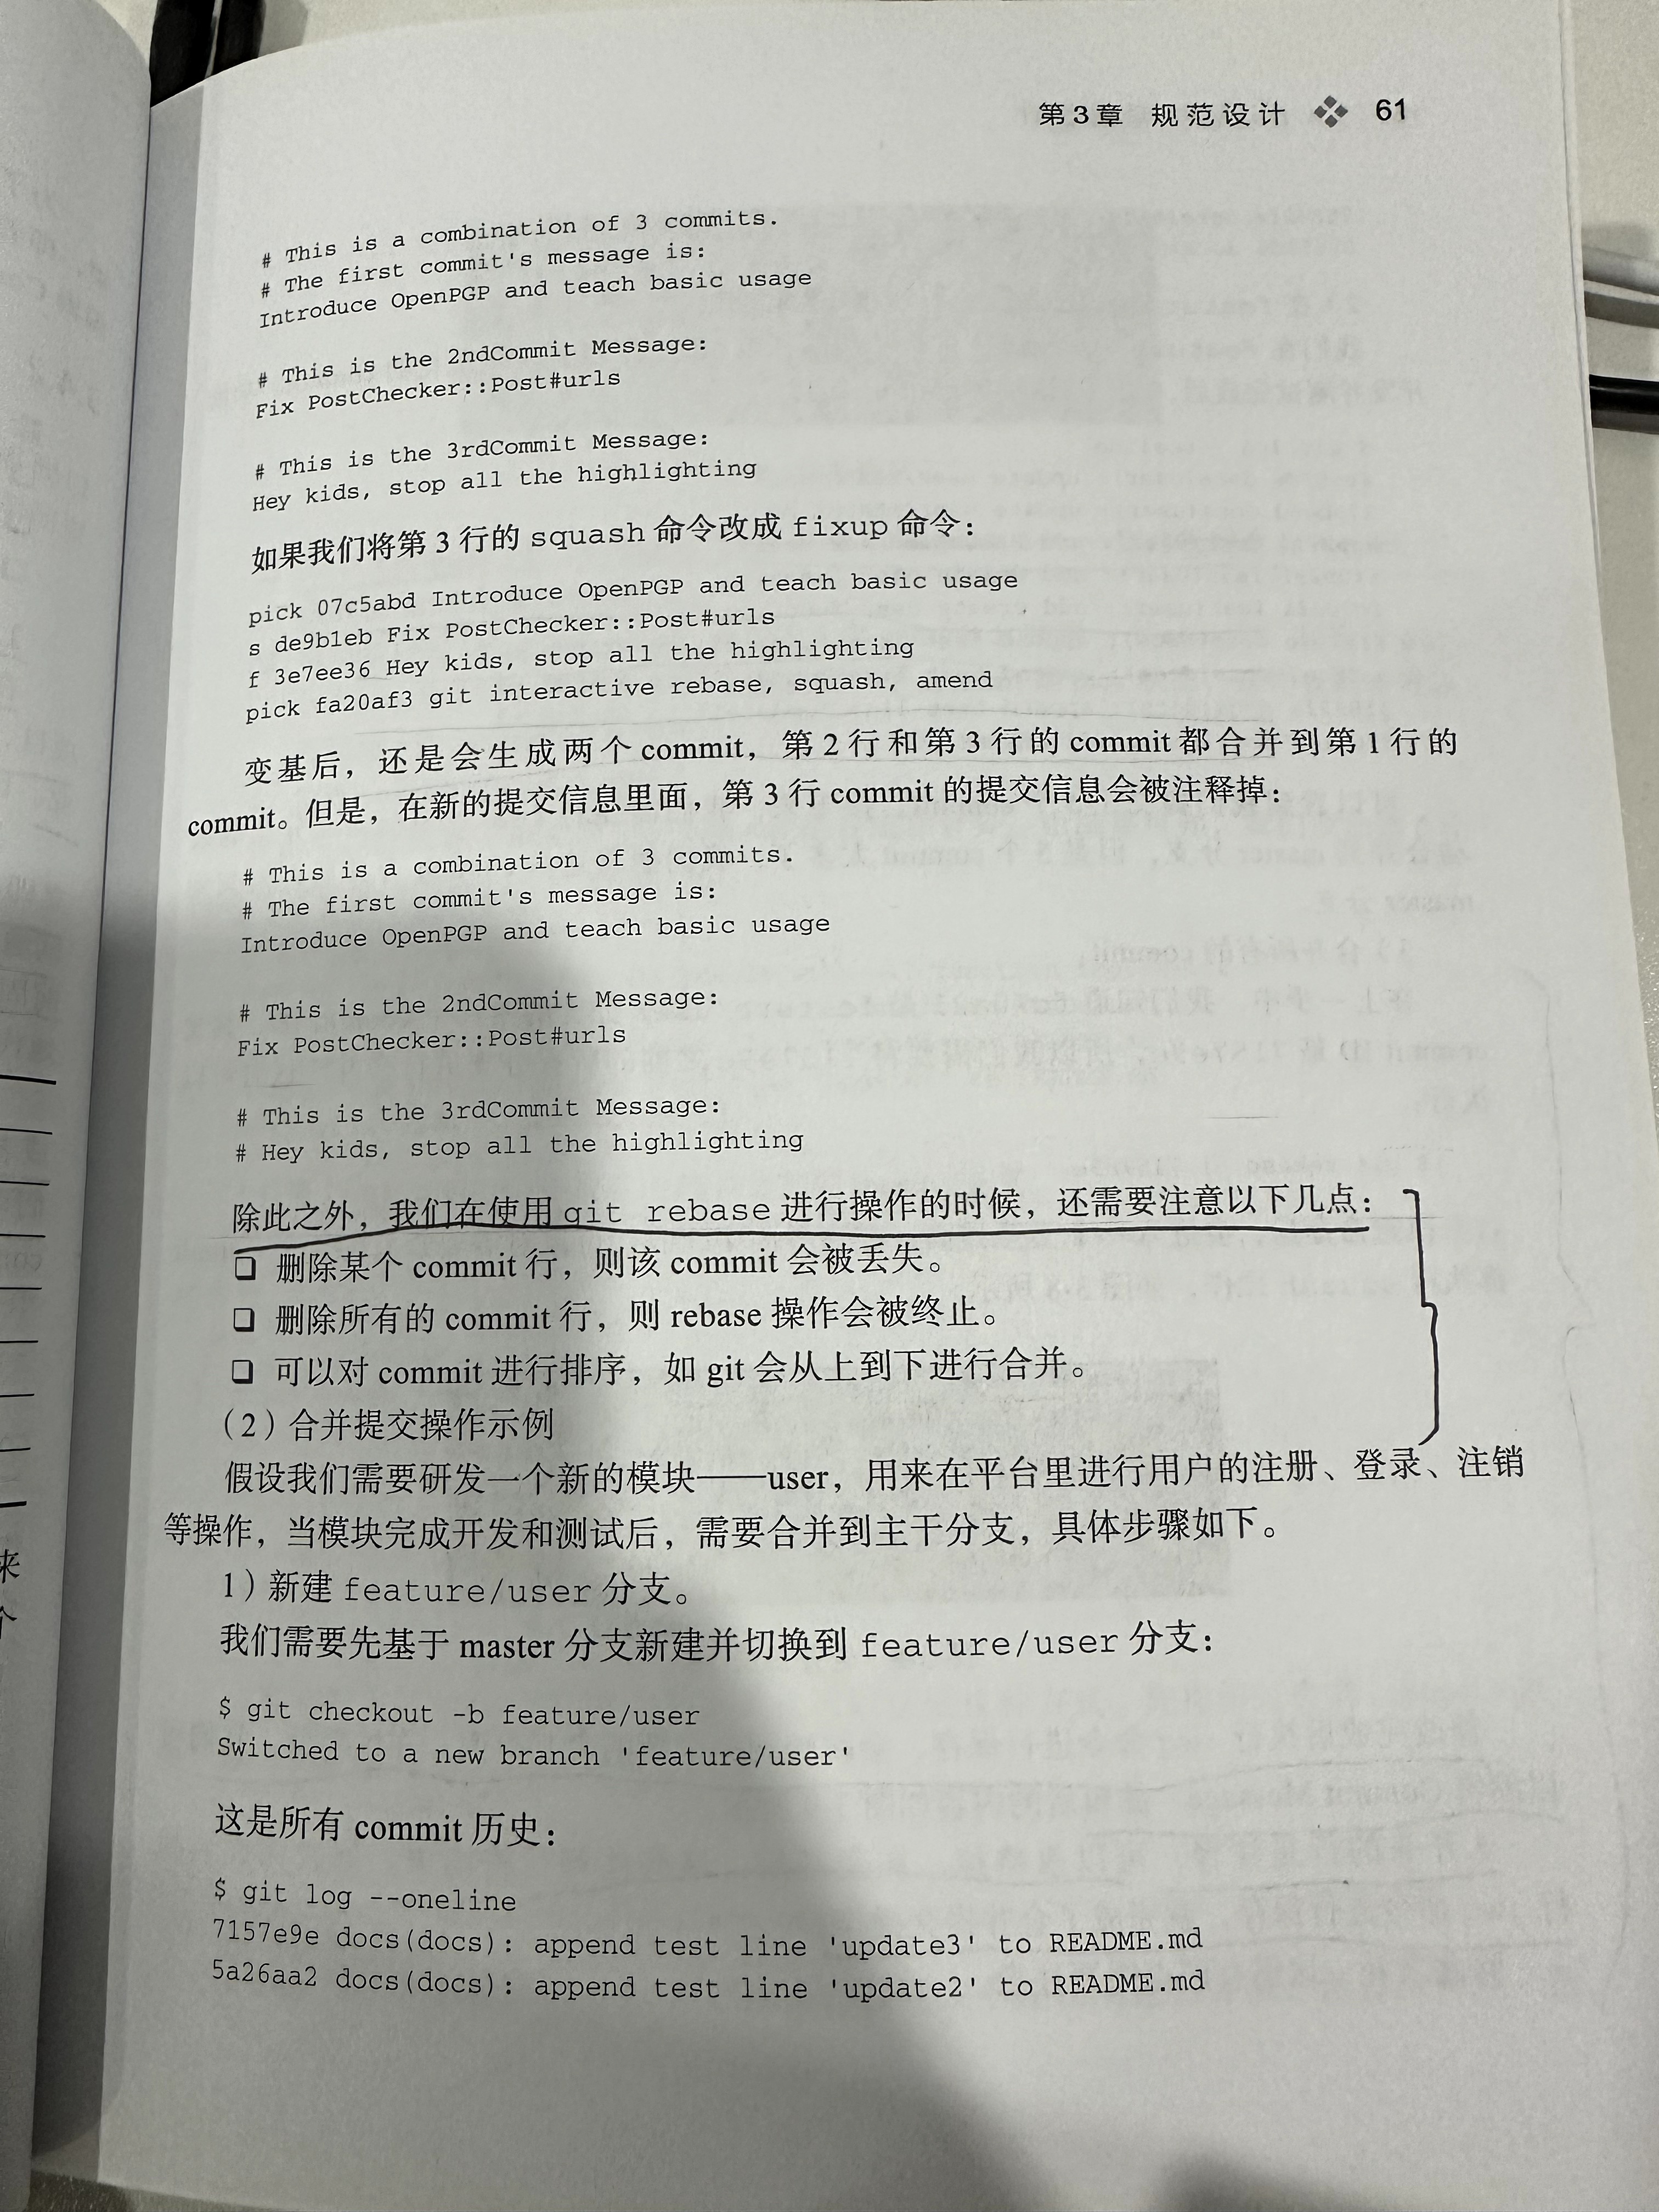 第3章 规范设计 61
# This is a combination of 3 commits.
# The first commit's message is:
Introduce OpenPGP and teach basic usage
# This is the 2ndCommit Message:
Fix PostChecker::Post#urls
# This is the 3rdCommit Message:
Hey kids, stop all the highlighting
如果我们将第 3 行的 squash 命令改成 fixup 命令：
pick 07c5abd Introduce OpenPGP and teach basic usage
s de9b1eb Fix PostChecker::Post#urls
f 3e7ee36 Hey kids, stop all the highlighting
pick fa20af3 git interactive rebase, squash, amend
变基后，还是会生成两个 commit，第 2 行和第 3 行的 commit 都合并到第 1 行的
commit。但是，在新的提交信息里面，第 3 行 commit 的提交信息会被注释掉：
# This is a combination of 3 commits.
# The first commit's message is:
Introduce OpenPGP and teach basic usage
# This is the 2ndCommit Message:
Fix PostChecker::Post#urls
# This is the 3rdCommit Message:
# Hey kids, stop all the highlighting
除此之外，我们在使用 git rebase 进行操作的时候，还需要注意以下几点：
❑ 删除某个 commit 行，则该 commit 会被丢失。
❑ 删除所有的 commit 行，则 rebase 操作会被终止。
❑ 可以对 commit 进行排序，如 git 会从上到下进行合并。
（2）合并提交操作示例
假设我们需要研发一个新的模块——user，用来在平台里进行用户的注册、登录、注销
等操作，当模块完成开发和测试后，需要合并到主干分支，具体步骤如下。
1）新建 feature/user 分支。
我们需要先基于 master 分支新建并切换到 feature/user 分支：
$ git checkout -b feature/user
Switched to a new branch 'feature/user'
这是所有 commit 历史：
$ git log --oneline
7157e9e docs(docs): append test line 'update3' to README.md
5a26aa2 docs(docs): append test line 'update2' to README.md
来
个